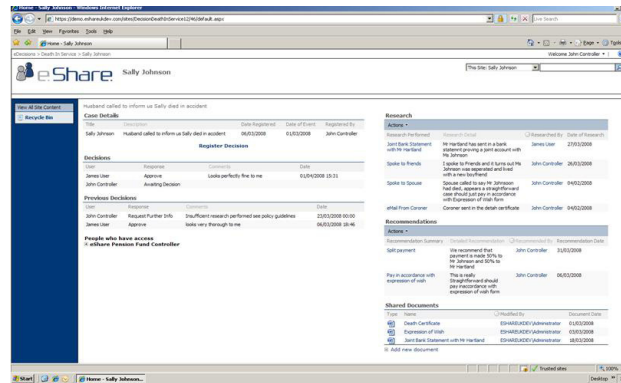 Home - Sally Johnson - Windows Internet Explorer
https://demo.eshareukdev.com/sites/DecisionDeathInService12/46/default.aspx
Live Search
File Edit View Favorites Tools Help
Home - Sally Johnson
Page Tools
eDecisions > Death In Service > Sally Johnson
Welcome John Controller
e.Share
Sally Johnson
This Site: Sally Johnson
View All Site Content
Recycle Bin
Husband called to inform us Sally died in accident
Case Details
Title Description Date Registered Date of Event Registered By
Sally Johnson Husband called to inform us Sally died in accident 06/03/2008 01/03/2008 John Controller
Register Decision
Decisions
User Response Comments Date
James User Approve Looks perfectly fine to me 01/04/2008 15:31
John Controller Awaiting Decision
Previous Decisions
User Response Comments Date
John Controller Request Further Info Insufficient research performed see policy guidelines 23/03/2008 00:00
James User Approve looks very thorough to me 06/03/2008 18:46
People who have access
eShare Pension Fund Controller
Research
Actions
Research Performed Research Detail Researched By Date of Research
Joint Bank Statement with Mr Hartland
Mr Hartland has sent in a bank statement proving a joint account with Ms Johnson
James User 27/03/2008
Spoke to friends
I spoke to Friends and it turns out Ms Johnson was seperated and lived with a new boyfriend
John Controller 26/03/2008
Spoke to Spouse
Spouse called to say Mr Johnson had died, appears a straightforward case should just pay in accordance with Expression of Wish form
John Controller 04/02/2008
eMail From Coroner Coroner sent in the detah certificate John Controller 04/02/2008
Recommendations
Actions
Recommendation Summary Detailed Recommendation Recommended By Recommendation Date
Split payment
We recommend that payment is made 50% to Mr Johnson and 50% to Mr Hartland
John Controller 31/03/2008
Pay in accordance with expression of wish
This is really Straightforward should pay inaccordance with expression of wish form
John Controller 06/03/2008
Shared Documents
Type Name Modified By Document Date
Death Certificate ESHAREUKDEV\Administrator 01/03/2008
Expression of Wish ESHAREUKDEV\Administrator 03/03/2008
Joint Bank Statement with Mr Hartland ESHAREUKDEV\Administrator 18/03/2008
Add new document
Trusted sites
100%
Start
Home - Sally Johnson...
Desktop